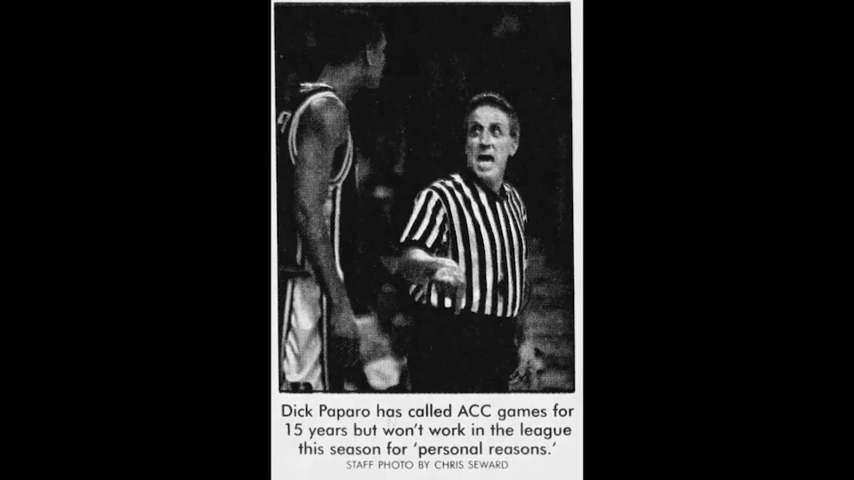 Dick Paparo has called ACC games for
15 years but won't work in the league
this season for 'personal reasons.'
STAFF PHOTO BY CHRIS SEWARD